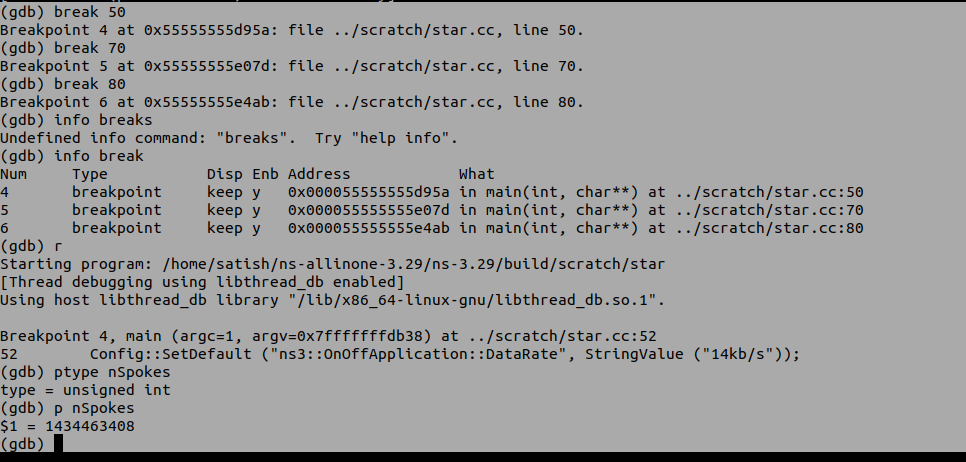 (gdb) break 50
Breakpoint 4 at 0x55555555d95a: file ../scratch/star.cc, line 50.
(gdb) break 70
Breakpoint 5 at 0x55555555e07d: file ../scratch/star.cc, line 70.
(gdb) break 80
Breakpoint 6 at 0x55555555e4ab: file ../scratch/star.cc, line 80.
(gdb) info breaks
Undefined info command: "breaks".  Try "help info".
(gdb) info break
Num     Type           Disp Enb Address            What
4       breakpoint     keep y   0x000055555555d95a in main(int, char**) at ../scratch/star.cc:50
5       breakpoint     keep y   0x000055555555e07d in main(int, char**) at ../scratch/star.cc:70
6       breakpoint     keep y   0x000055555555e4ab in main(int, char**) at ../scratch/star.cc:80
(gdb) r
Starting program: /home/satish/ns-allinone-3.29/ns-3.29/build/scratch/star
[Thread debugging using libthread_db enabled]
Using host libthread_db library "/lib/x86_64-linux-gnu/libthread_db.so.1".

Breakpoint 4, main (argc=1, argv=0x7fffffffdb38) at ../scratch/star.cc:52
52        Config::SetDefault ("ns3::OnOffApplication::DataRate", StringValue ("14kb/s"));
(gdb) ptype nSpokes
type = unsigned int
(gdb) p nSpokes
$1 = 1434463408
(gdb)